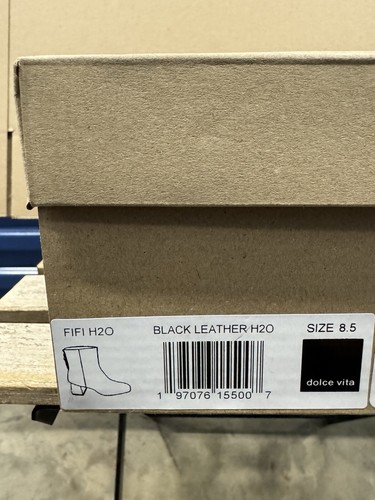 FIFI H2O BLACK LEATHER H2O SIZE 8.5
dolce vita
1 97076 15500 7